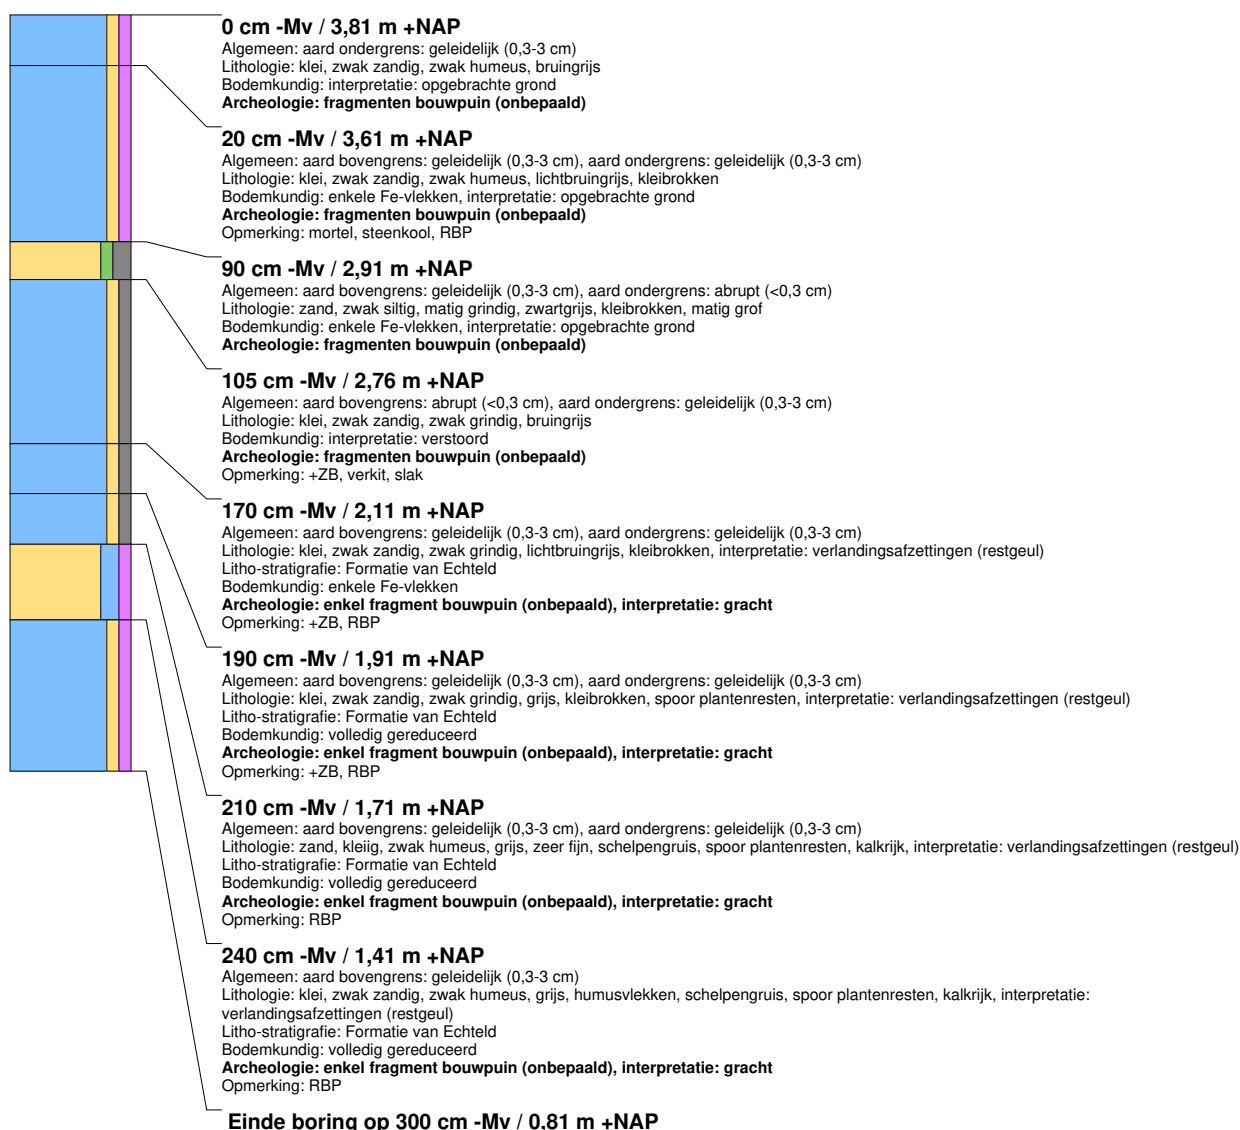 0 cm -Mv / 3,81 m +NAP
Algemeen: aard ondergrens: geleidelijk (0,3-3 cm)
Lithologie: klei, zwak zandig, zwak humeus, bruingrijs
Bodemkundig: interpretatie: opgebrachte grond
Archeologie: fragmenten bouwpuin (onbepaald)
20 cm -Mv / 3,61 m +NAP
Algemeen: aard bovengrens: geleidelijk (0,3-3 cm), aard ondergrens: geleidelijk (0,3-3 cm)
Lithologie: klei, zwak zandig, zwak humeus, lichtbruingrijs, kleibrokken
Bodemkundig: enkele Fe-vlekken, interpretatie: opgebrachte grond
Archeologie: fragmenten bouwpuin (onbepaald)
Opmerking: mortel, steenkool, RBP
90 cm -Mv / 2,91 m +NAP
Algemeen: aard bovengrens: geleidelijk (0,3-3 cm), aard ondergrens: abrupt (<0,3 cm)
Lithologie: zand, zwak siltig, matig grindig, zwartgrijs, kleibrokken, matig grof
Bodemkundig: enkele Fe-vlekken, interpretatie: opgebrachte grond
Archeologie: fragmenten bouwpuin (onbepaald)
105 cm -Mv / 2,76 m +NAP
Algemeen: aard bovengrens: abrupt (<0,3 cm), aard ondergrens: geleidelijk (0,3-3 cm)
Lithologie: klei, zwak zandig, zwak grindig, bruingrijs
Bodemkundig: interpretatie: verstoord
Archeologie: fragmenten bouwpuin (onbepaald)
Opmerking: +ZB, verkit, slak
170 cm -Mv / 2,11 m +NAP
Algemeen: aard bovengrens: geleidelijk (0,3-3 cm), aard ondergrens: geleidelijk (0,3-3 cm)
Lithologie: klei, zwak zandig, zwak grindig, lichtbruingrijs, kleibrokken, interpretatie: verlandingsafzettingen (restgeul)
Litho-stratigrafie: Formatie van Echteld
Bodemkundig: enkele Fe-vlekken
Archeologie: enkel fragment bouwpuin (onbepaald), interpretatie: gracht
Opmerking: +ZB, RBP
190 cm -Mv / 1,91 m +NAP
Algemeen: aard bovengrens: geleidelijk (0,3-3 cm), aard ondergrens: geleidelijk (0,3-3 cm)
Lithologie: klei, zwak zandig, zwak grindig, grijs, kleibrokken, spoor plantenresten, interpretatie: verlandingsafzettingen (restgeul)
Litho-stratigrafie: Formatie van Echteld
Bodemkundig: volledig gereduceerd
Archeologie: enkel fragment bouwpuin (onbepaald), interpretatie: gracht
Opmerking: +ZB, RBP
210 cm -Mv / 1,71 m +NAP
Algemeen: aard bovengrens: geleidelijk (0,3-3 cm), aard ondergrens: geleidelijk (0,3-3 cm)
Lithologie: zand, kleiig, zwak humeus, grijs, zeer fijn, schelpengruis, spoor plantenresten, kalkrijk, interpretatie: verlandingsafzettingen (restgeul)
Litho-stratigrafie: Formatie van Echteld
Bodemkundig: volledig gereduceerd
Archeologie: enkel fragment bouwpuin (onbepaald), interpretatie: gracht
Opmerking: RBP
240 cm -Mv / 1,41 m +NAP
Algemeen: aard bovengrens: geleidelijk (0,3-3 cm)
Lithologie: klei, zwak zandig, zwak humeus, grijs, humusvlekken, schelpengruis, spoor plantenresten, kalkrijk, interpretatie:
verlandingsafzettingen (restgeul)
Litho-stratigrafie: Formatie van Echteld
Bodemkundig: volledig gereduceerd
Archeologie: enkel fragment bouwpuin (onbepaald), interpretatie: gracht
Opmerking: RBP
Einde boring op 300 cm -Mv / 0,81 m +NAP